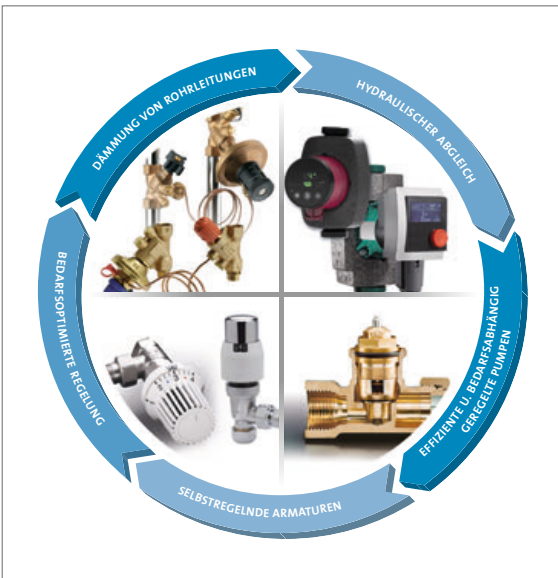 DÄMMUNG VON ROHRLEITUNGEN
HYDRAULISCHER ABGLEICH
EFFIZIENTE U. BEDARFSABHÄNGIG
GEREGELTE PUMPEN
SELBSTREGELNDE ARMATUREN
BEDARFSOPTIMIERTE REGELUNG